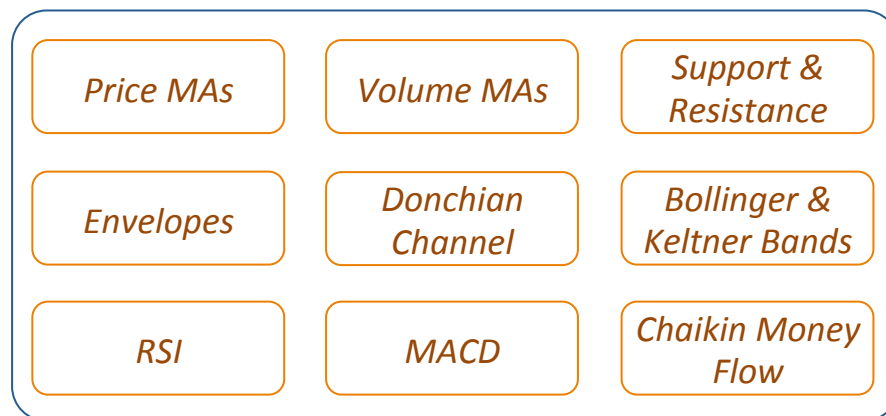 Price MAs
Volume MAs
Support &
Resistance
Envelopes
Donchian
Channel
Bollinger &
Keltner Bands
RSI
MACD
Chaikin Money
Flow